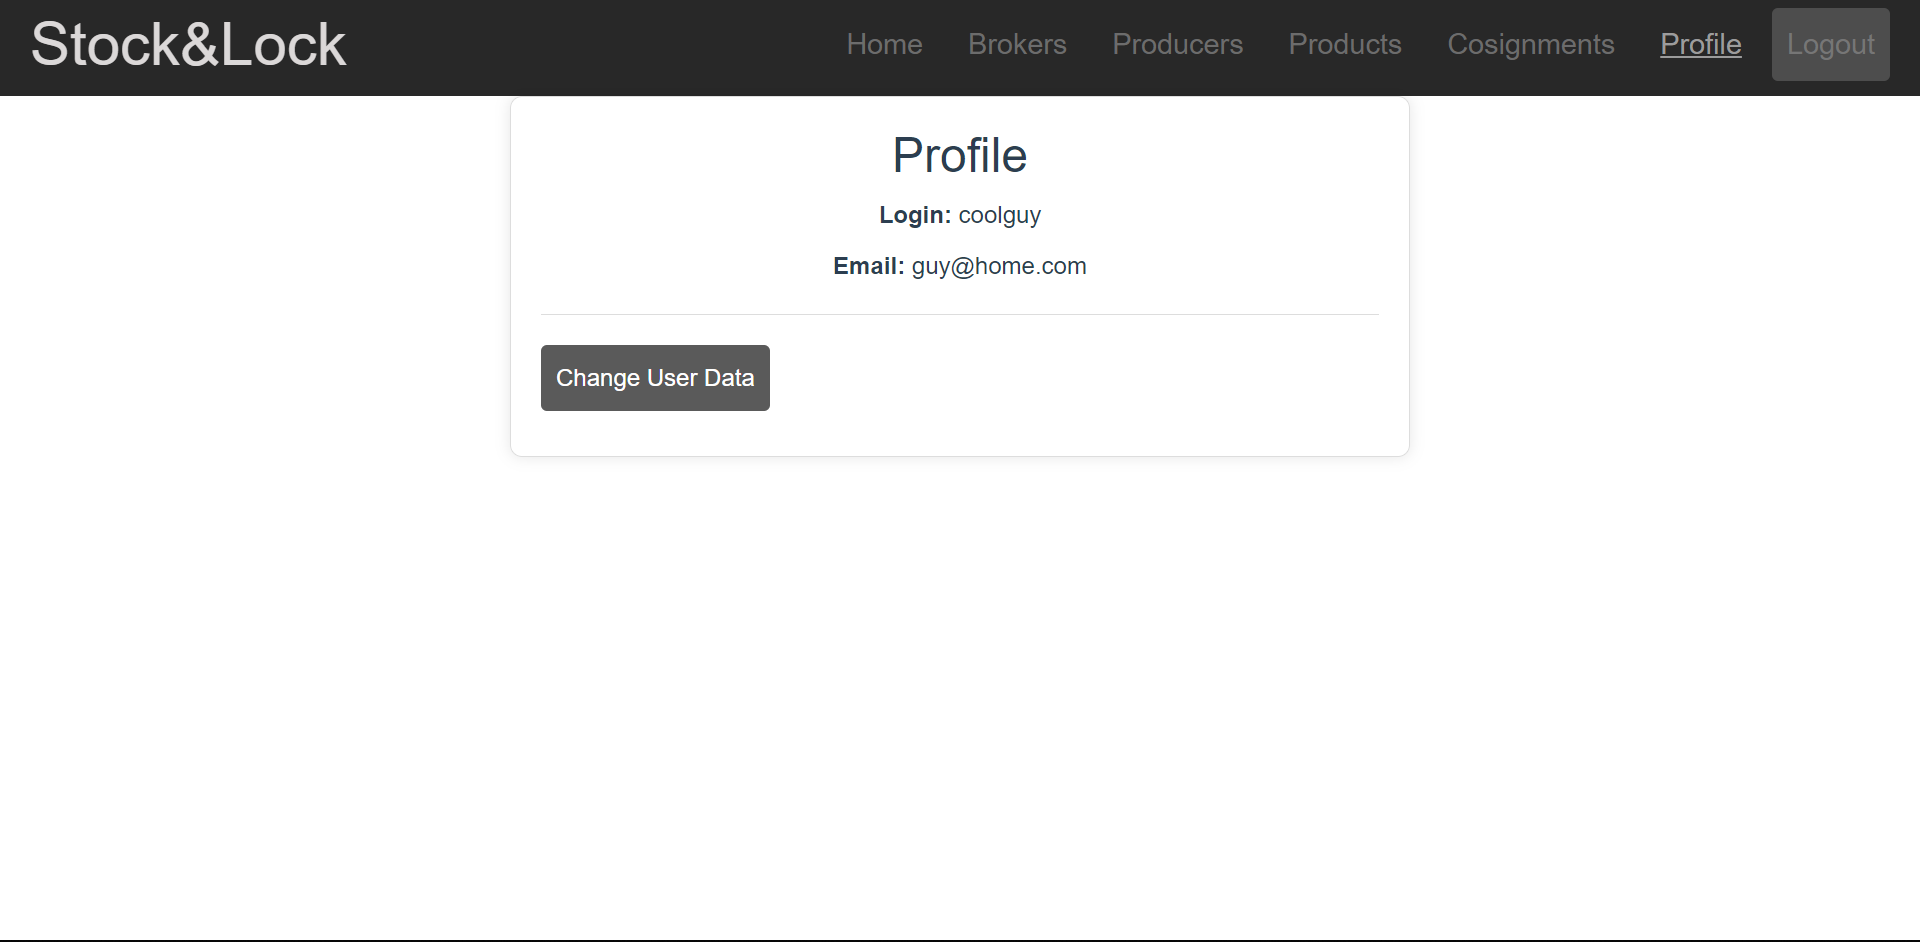 Stock&Lock Home Brokers Producers Products Cosignments Profile Logout
Profile
Login: coolguy
Email: guy@home.com
Change User Data